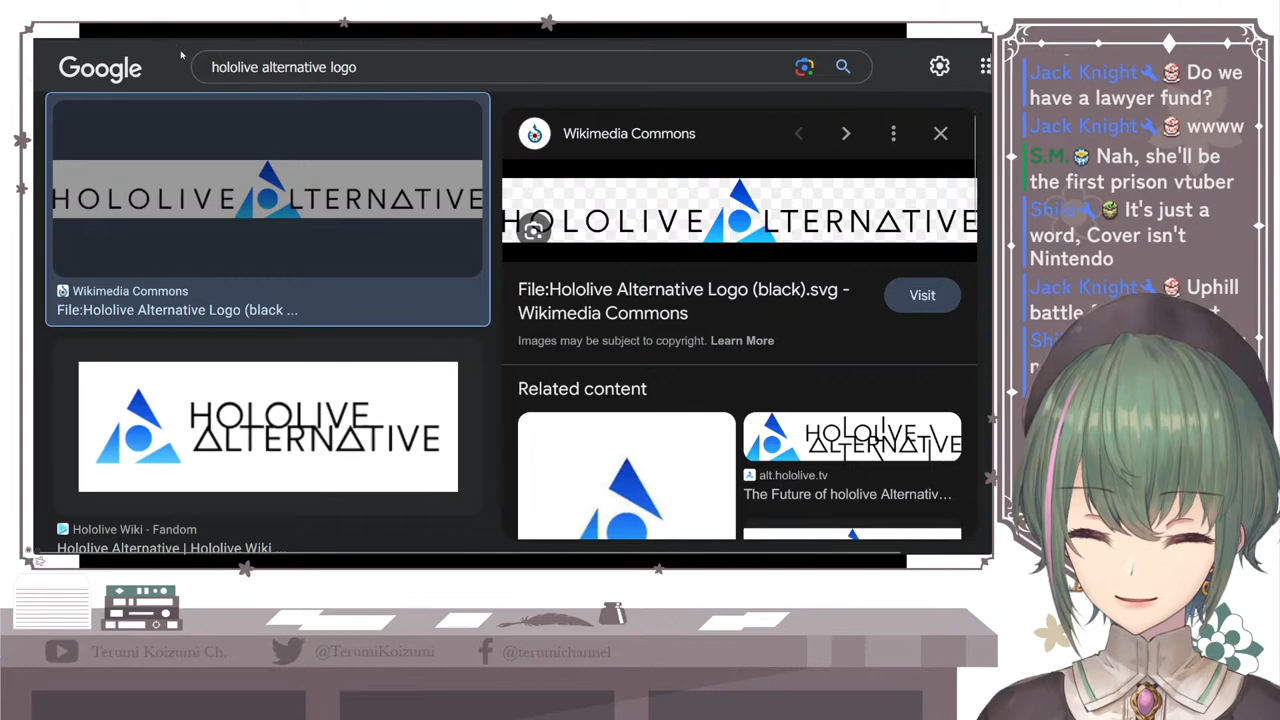 Google
hololive alternative logo
HOLOLIVE ALTERNATIVE
Wikimedia Commons
File:Hololive Alternative Logo (black ...
HOLOLIVE
ALTERNATIVE
Hololive Wiki - Fandom
Hololive Alternative | Hololive Wiki ...
Wikimedia Commons
HOLOLIVE ALTERNATIVE
File:Hololive Alternative Logo (black).svg -
Wikimedia Commons
Visit
Images may be subject to copyright. Learn More
Related content
HOLOLIVE
ALTERNATIVE
alt.hololive.tv
The Future of hololive Alternativ...
Jack Knight Do we
have a lawyer fund?
Jack Knight wwww
S.M. Nah, she'll be
the first prison vtuber
Shilo It's just a
word, Cover isn't
Nintendo
Jack Knight Uphill
battle
Terumi Koizumi Ch.
@TerumiKoizumi
@terumichannel